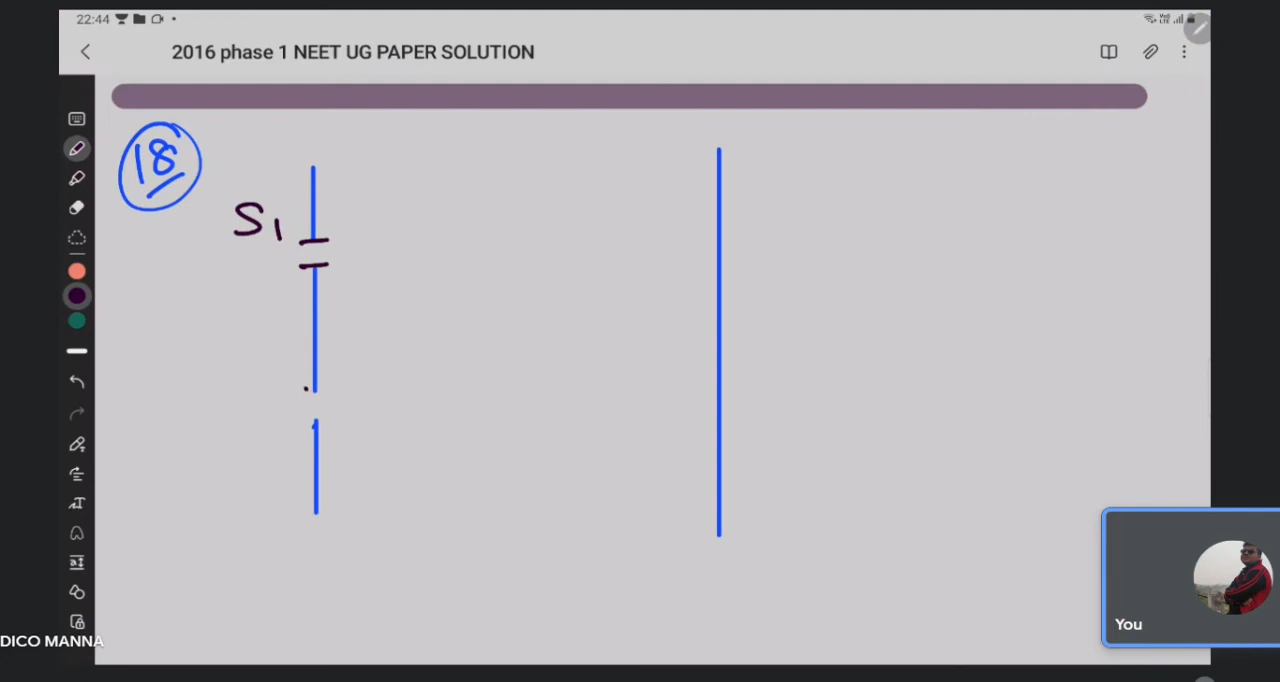 22:44
2016 phase 1 NEET UG PAPER SOLUTION
18
S1
You
DICO MANNA